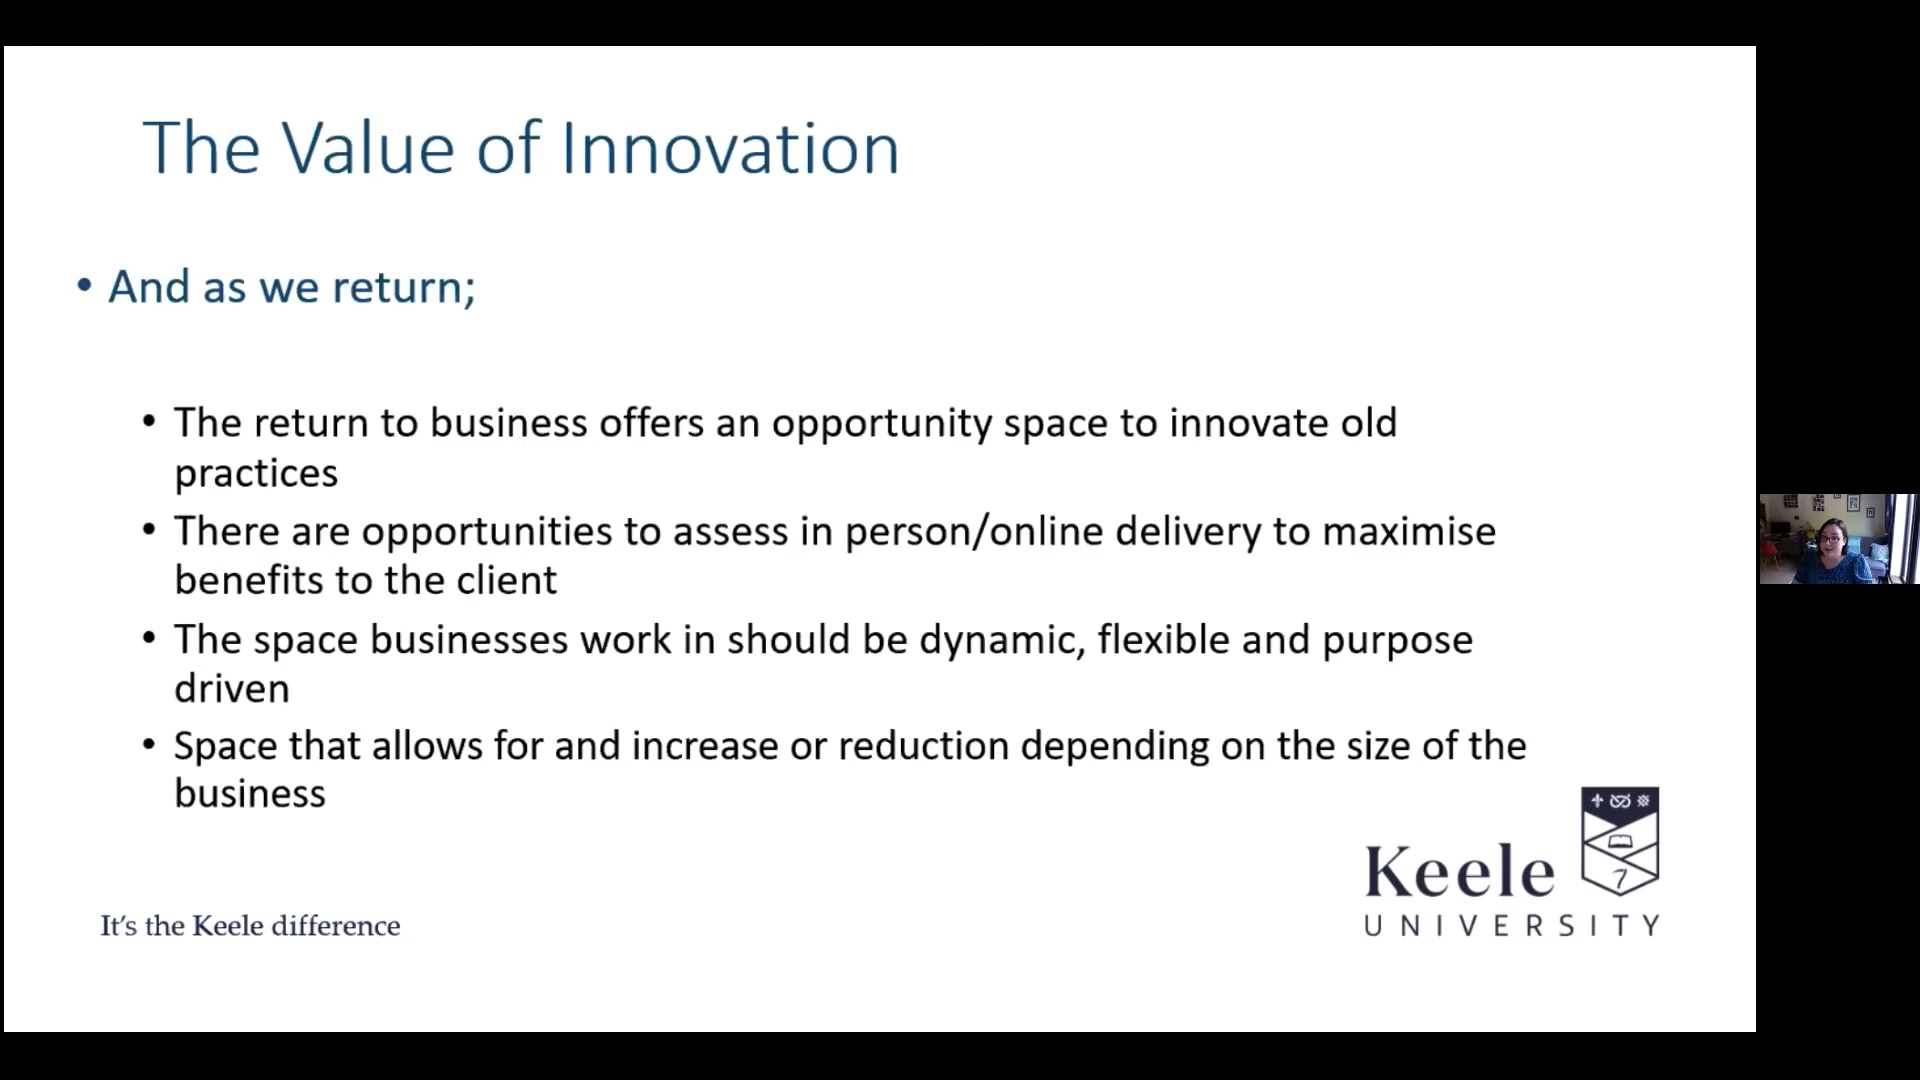 The Value of Innovation
• And as we return;
• The return to business offers an opportunity space to innovate old
practices
• There are opportunities to assess in person/online delivery to maximise
benefits to the client
• The space businesses work in should be dynamic, flexible and purpose
driven
• Space that allows for and increase or reduction depending on the size of the
business
It's the Keele difference
Keele
UNIVERSITY